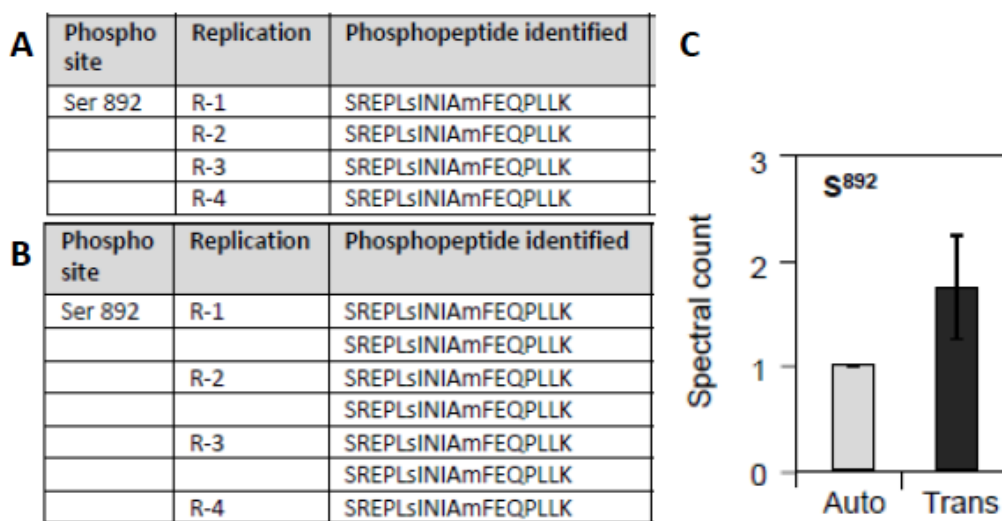 A
Phospho site Replication Phosphopeptide identified
Ser 892 R-1 SREPLsINIAmFEQPLLK
R-2 SREPLsINIAmFEQPLLK
R-3 SREPLsINIAmFEQPLLK
R-4 SREPLsINIAmFEQPLLK
B
Phospho site Replication Phosphopeptide identified
Ser 892 R-1 SREPLsINIAmFEQPLLK
SREPLsINIAmFEQPLLK
R-2 SREPLsINIAmFEQPLLK
SREPLsINIAmFEQPLLK
R-3 SREPLsINIAmFEQPLLK
SREPLsINIAmFEQPLLK
R-4 SREPLsINIAmFEQPLLK
C
S⁸⁹²
Spectral count
3
2
1
0
Auto Trans